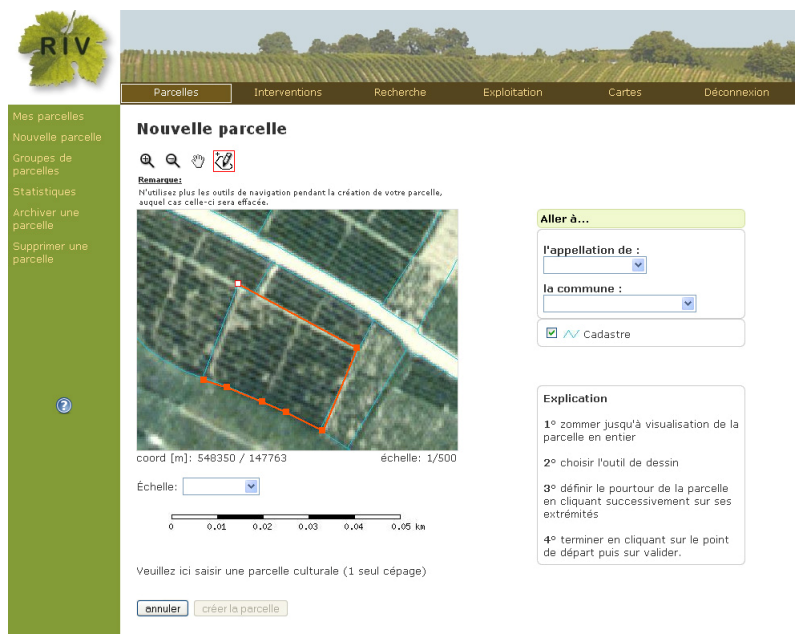 RIV
Parcelles Interventions Recherche Exploitation Cartes Déconnexion
Mes parcelles
Nouvelle parcelle
Groupes de
parcelles
Statistiques
Archiver une
parcelle
Supprimer une
parcelle
?
Nouvelle parcelle
Remarque:
N'utilisez plus les outils de navigation pendant la création de votre parcelle,
auquel cas celle-ci sera effacée.
coord [m]: 548350 / 147763 échelle: 1/500
Échelle:
0 0.01 0.02 0.03 0.04 0.05 km
Veuillez ici saisir une parcelle culturale (1 seul cépage)
annuler créer la parcelle
Aller à...
l'appellation de :
la commune :
Cadastre
Explication
1° zommer jusqu'à visualisation de la
parcelle en entier
2° choisir l'outil de dessin
3° définir le pourtour de la parcelle
en cliquant successivement sur ses
extrémités
4° terminer en cliquant sur le point
de départ puis sur valider.